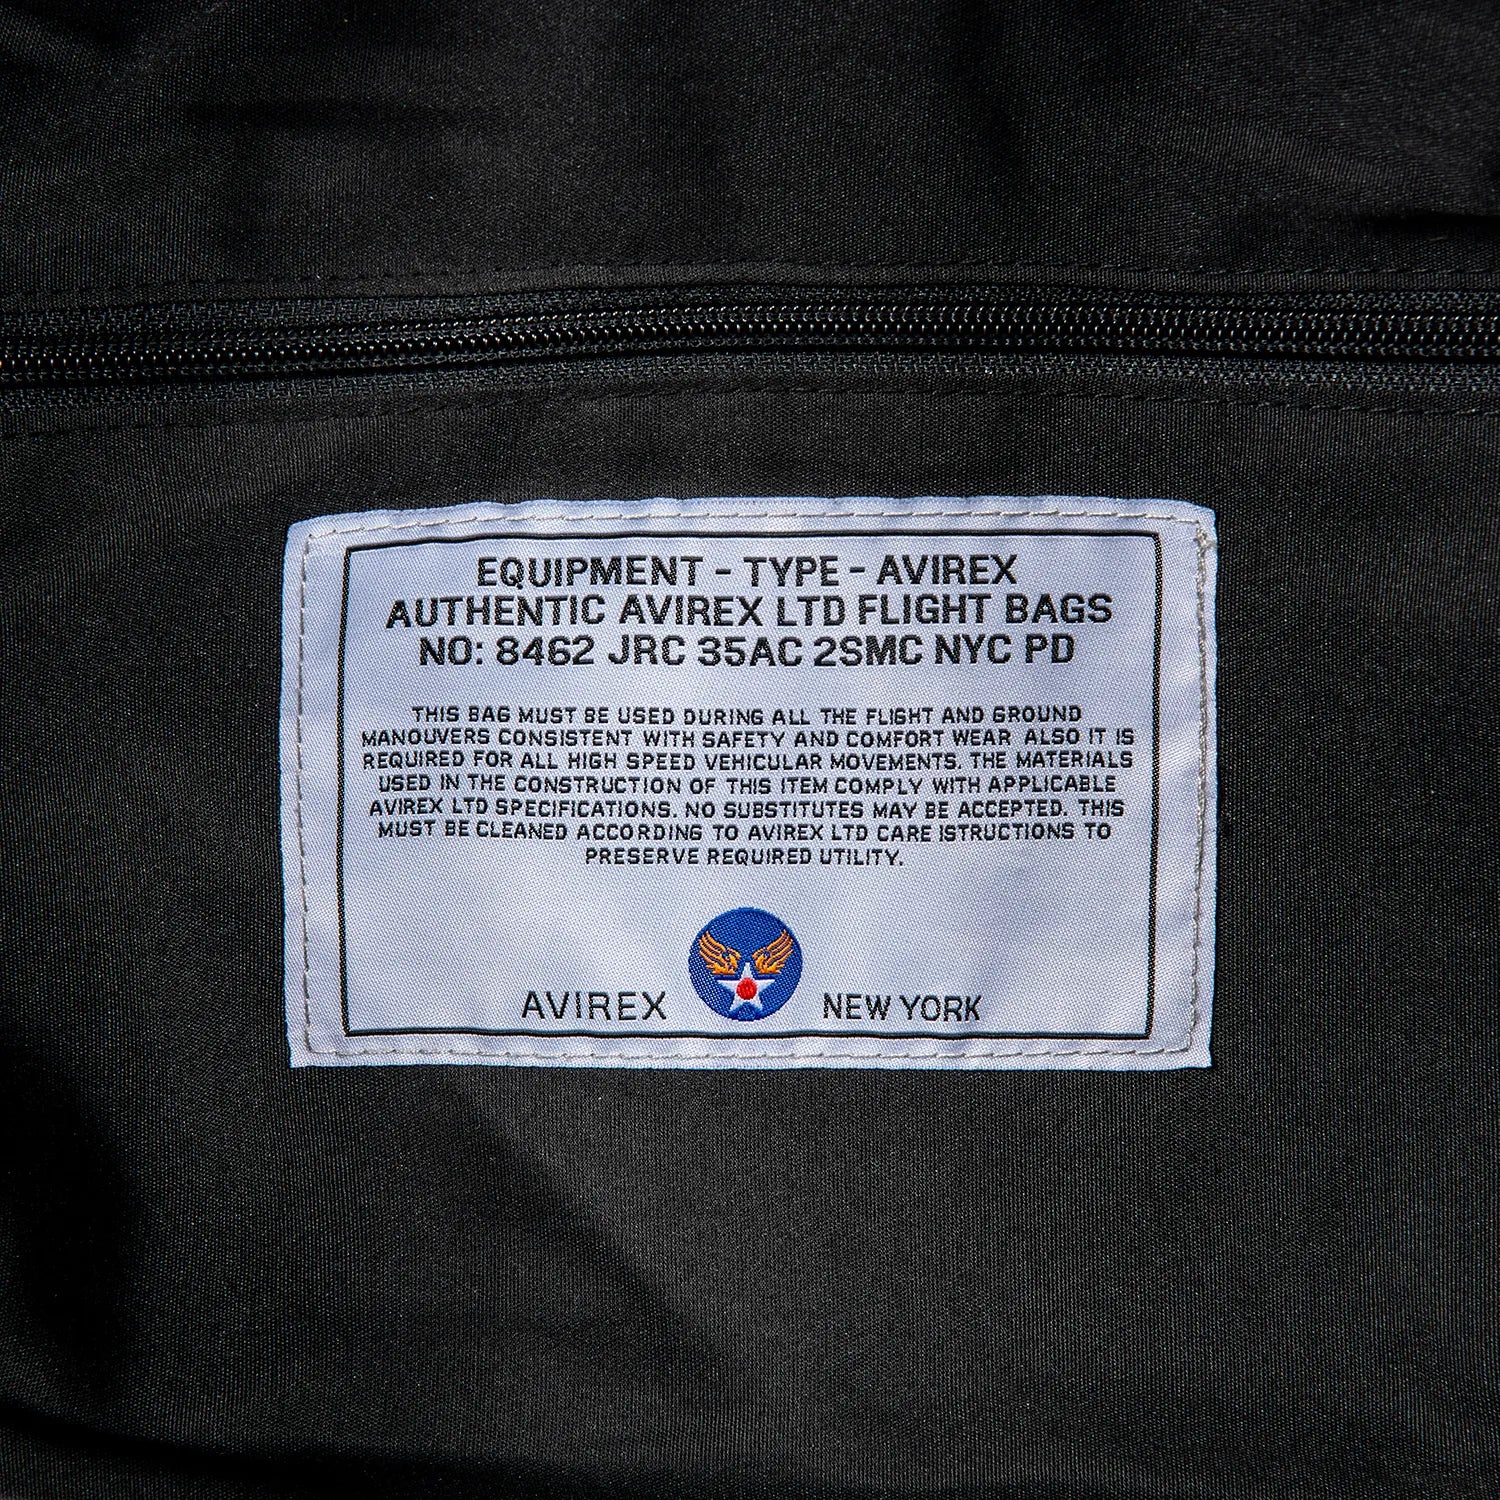 EQUIPMENT - TYPE - AVIREX
AUTHENTIC AVIREX LTD FLIGHT BAGS
NO: 8462 JRC 35AC 2SMC NYC PD
THIS BAG MUST BE USED DURING ALL THE FLIGHT AND GROUND
MANOUVERS CONSISTENT WITH SAFETY AND COMFORT WEAR ALSO IT IS
REQUIRED FOR ALL HIGH SPEED VEHICULAR MOVEMENTS. THE MATERIALS
USED IN THE CONSTRUCTION OF THIS ITEM COMPLY WITH APPLICABLE
AVIREX LTD SPECIFICATIONS. NO SUBSTITUTES MAY BE ACCEPTED. THIS
MUST BE CLEANED ACCORDING TO AVIREX LTD CARE ISTRUCTIONS TO
PRESERVE REQUIRED UTILITY.
AVIREX NEW YORK